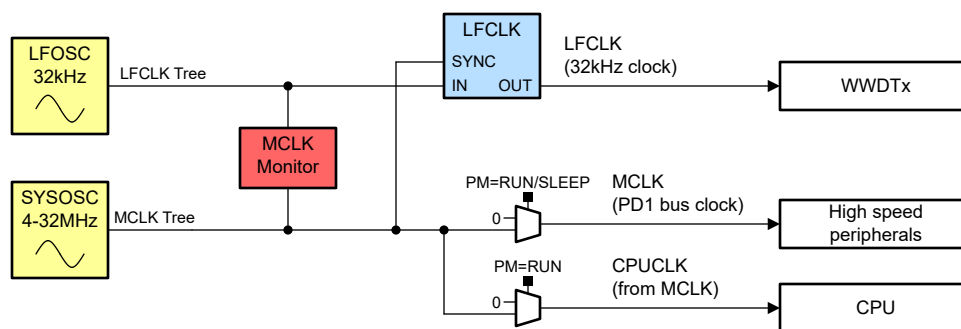 LFOSC
32kHz
LFCLK Tree
LFCLK
SYNC
IN OUT
LFCLK
(32kHz clock)
WWDTx
MCLK
Monitor
SYSOSC
4-32MHz
MCLK Tree
PM=RUN/SLEEP
0
MCLK
(PD1 bus clock)
High speed
peripherals
PM=RUN
0
CPUCLK
(from MCLK)
CPU